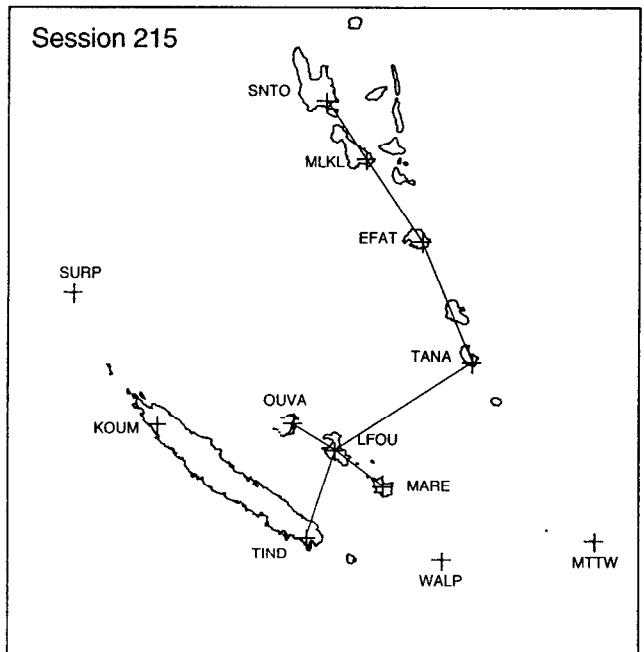 Session 215
SNTO
MLKL
EFAT
SURP
TANA
OUVA
KOUM
LFOU
MARE
TIND
WALP
MTTW